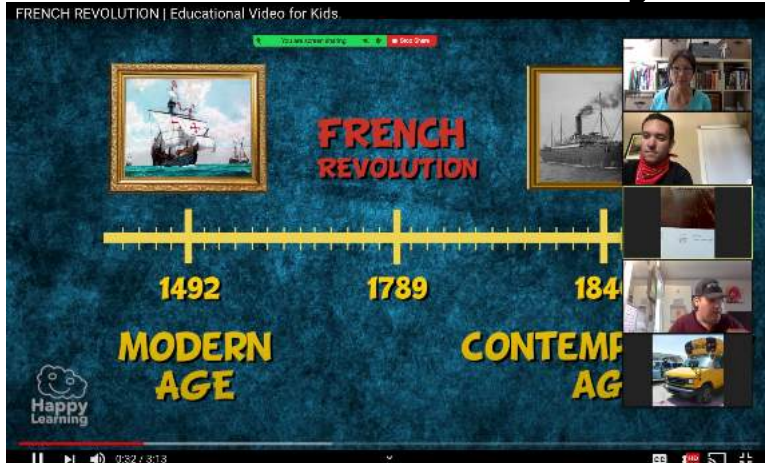 FRENCH REVOLUTION | Educational Video for Kids
You are screen sharing
Stop Share
FRENCH
REVOLUTION
1492
1789
184
MODERN
AGE
CONTEMP
AG
Happy
Learning
0:32 / 3:13